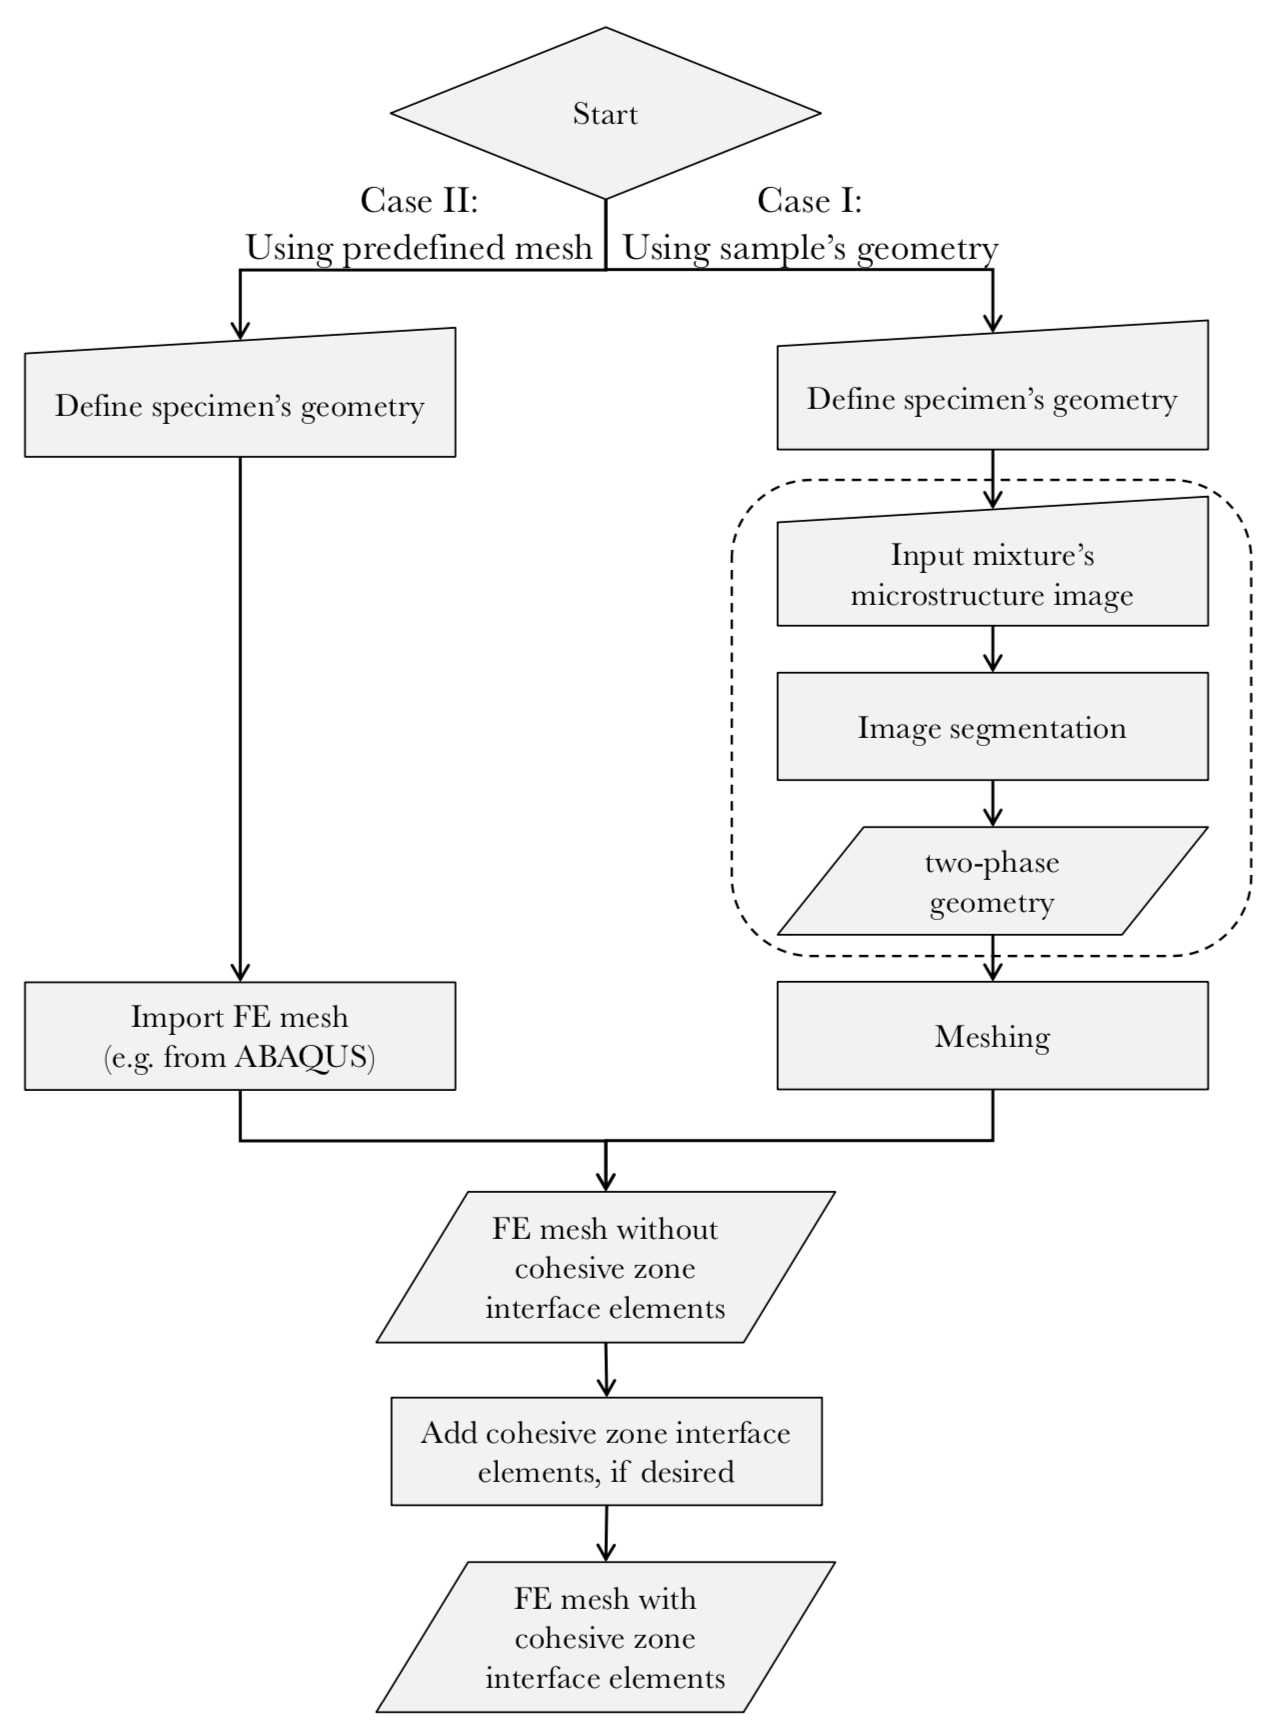 Start
Case II:
Using predefined mesh
Case I:
Using sample’s geometry
Define specimen’s geometry
Define specimen’s geometry
Input mixture’s
microstructure image
Image segmentation
two-phase
geometry
Import FE mesh
(e.g. from ABAQUS)
Meshing
FE mesh without
cohesive zone
interface elements
Add cohesive zone interface
elements, if desired
FE mesh with
cohesive zone
interface elements